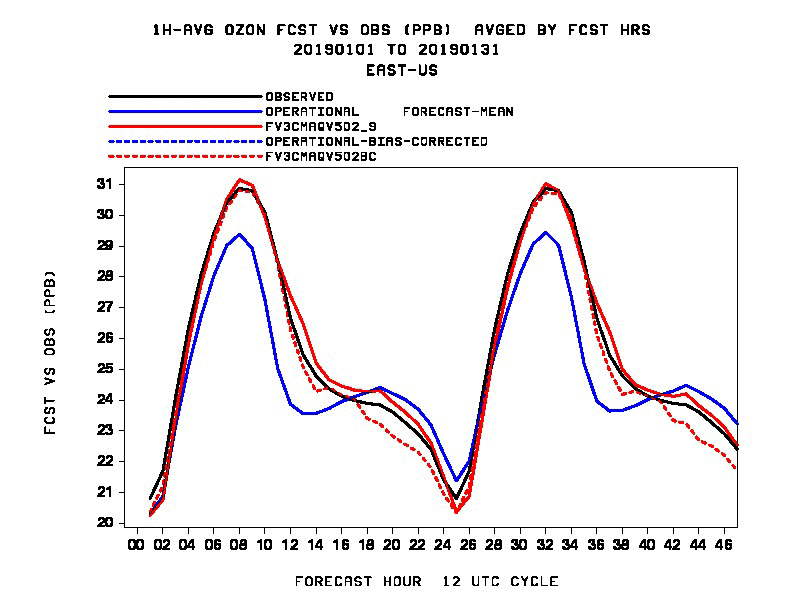 1H-AVG OZON FCST VS OBS (PPB)  AVGED BY FCST HRS
20190101 TO 20190131
EAST-US
OBSERVED
OPERATIONAL      FORECAST-MEAN
FV3CMAQV502_9
OPERATIONAL-BIAS-CORRECTED
FV3CMAQV502BC
31
30
29
28
27
26
25
24
23
22
21
20
FCST VS OBS (PPB)
00 02 04 06 08 10 12 14 16 18 20 22 24 26 28 30 32 34 36 38 40 42 44 46
FORECAST HOUR  12 UTC CYCLE